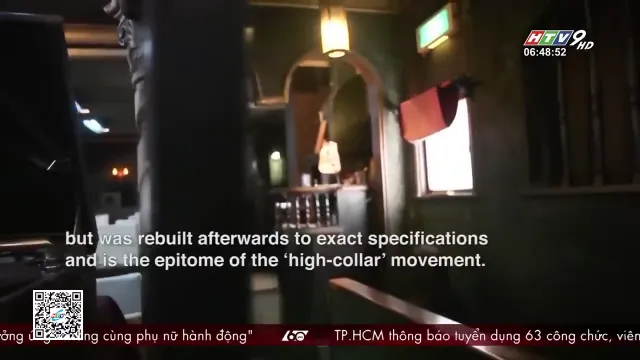 HTV9 HD
06:48:52
but was rebuilt afterwards to exact specifications
and is the epitome of the ‘high-collar’ movement.
cùng phụ nữ hành động" 60 TP.HCM thông báo tuyển dụng 63 công chức, viên